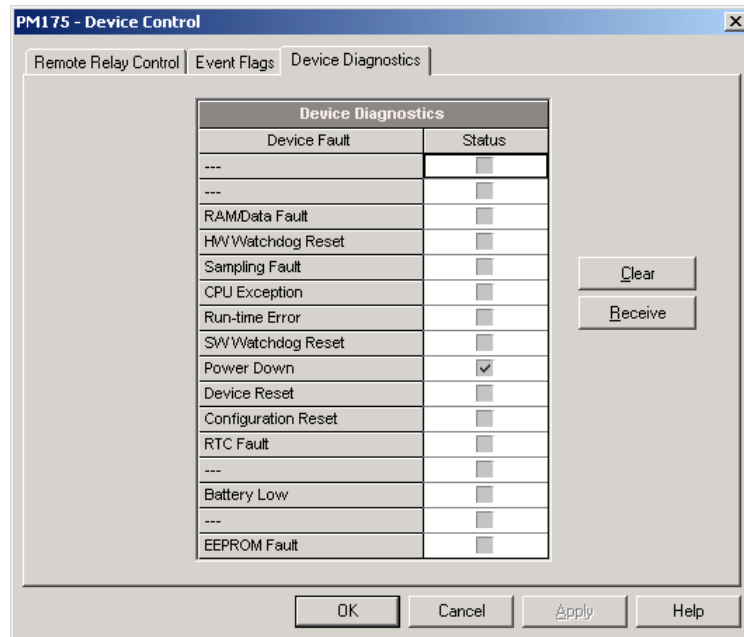 PM175 - Device Control
Remote Relay Control Event Flags Device Diagnostics
Device Diagnostics
Device Fault Status
---
---
RAM/Data Fault
HW Watchdog Reset
Sampling Fault
CPU Exception
Run-time Error
SW Watchdog Reset
Power Down
Device Reset
Configuration Reset
RTC Fault
---
Battery Low
---
EEPROM Fault
Clear
Receive
OK Cancel Apply Help